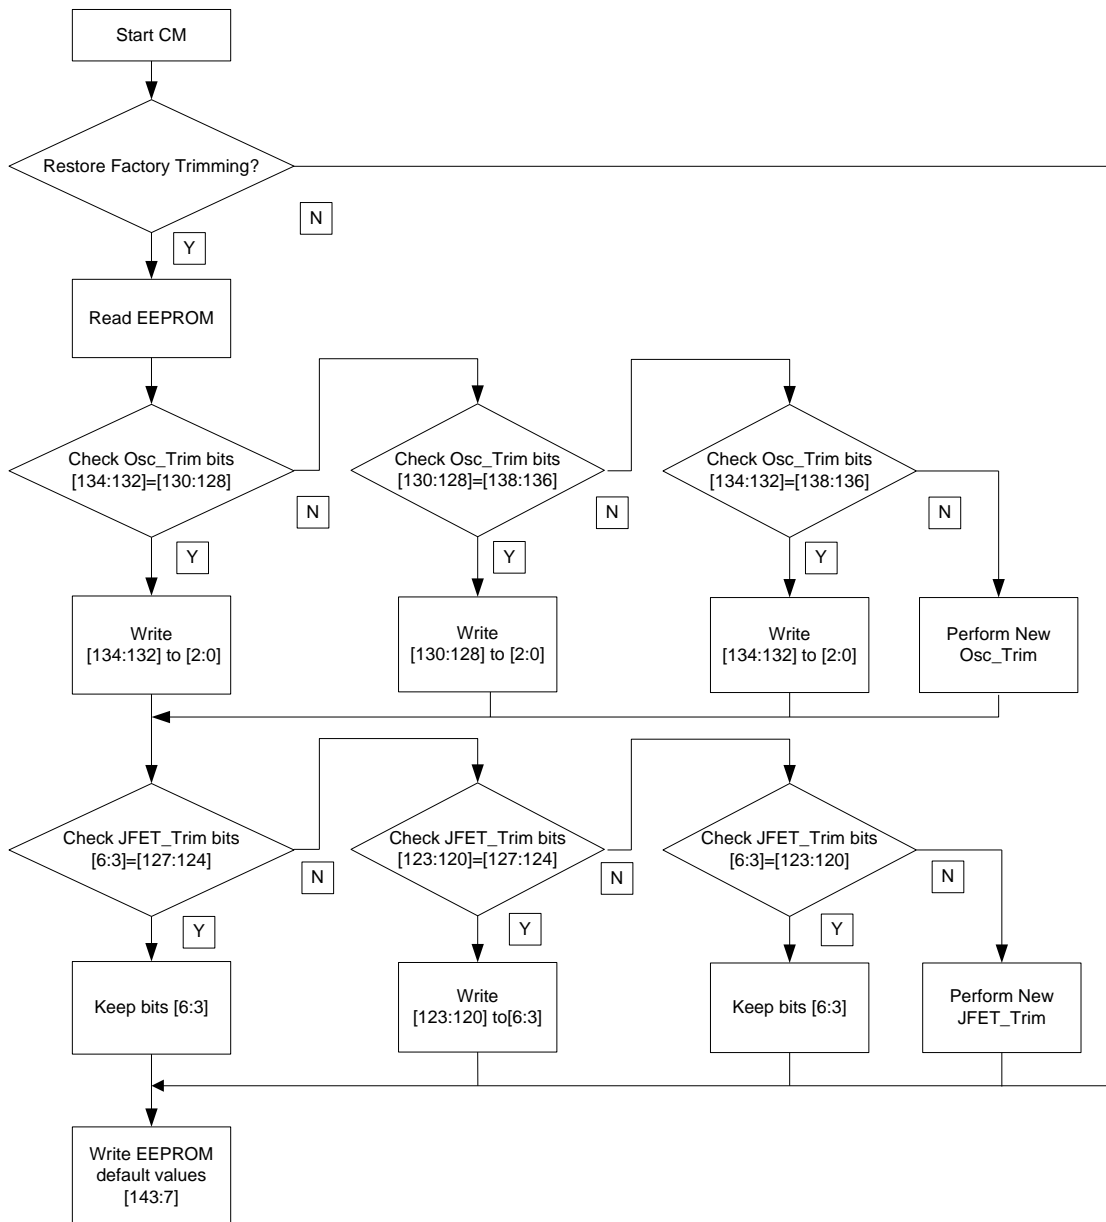 Start CM
Restore Factory Trimming?
N
Y
Read EEPROM
Check Osc_Trim bits
[134:132]=[130:128]
Check Osc_Trim bits
[130:128]=[138:136]
Check Osc_Trim bits
[134:132]=[138:136]
N
N
N
Y
Y
Y
Write
[134:132] to [2:0]
Write
[130:128] to [2:0]
Write
[134:132] to [2:0]
Perform New
Osc_Trim
Check JFET_Trim bits
[6:3]=[127:124]
Check JFET_Trim bits
[123:120]=[127:124]
Check JFET_Trim bits
[6:3]=[123:120]
N
N
N
Y
Y
Y
Keep bits [6:3]
Write
[123:120] to[6:3]
Keep bits [6:3]
Perform New
JFET_Trim
Write EEPROM
default values
[143:7]